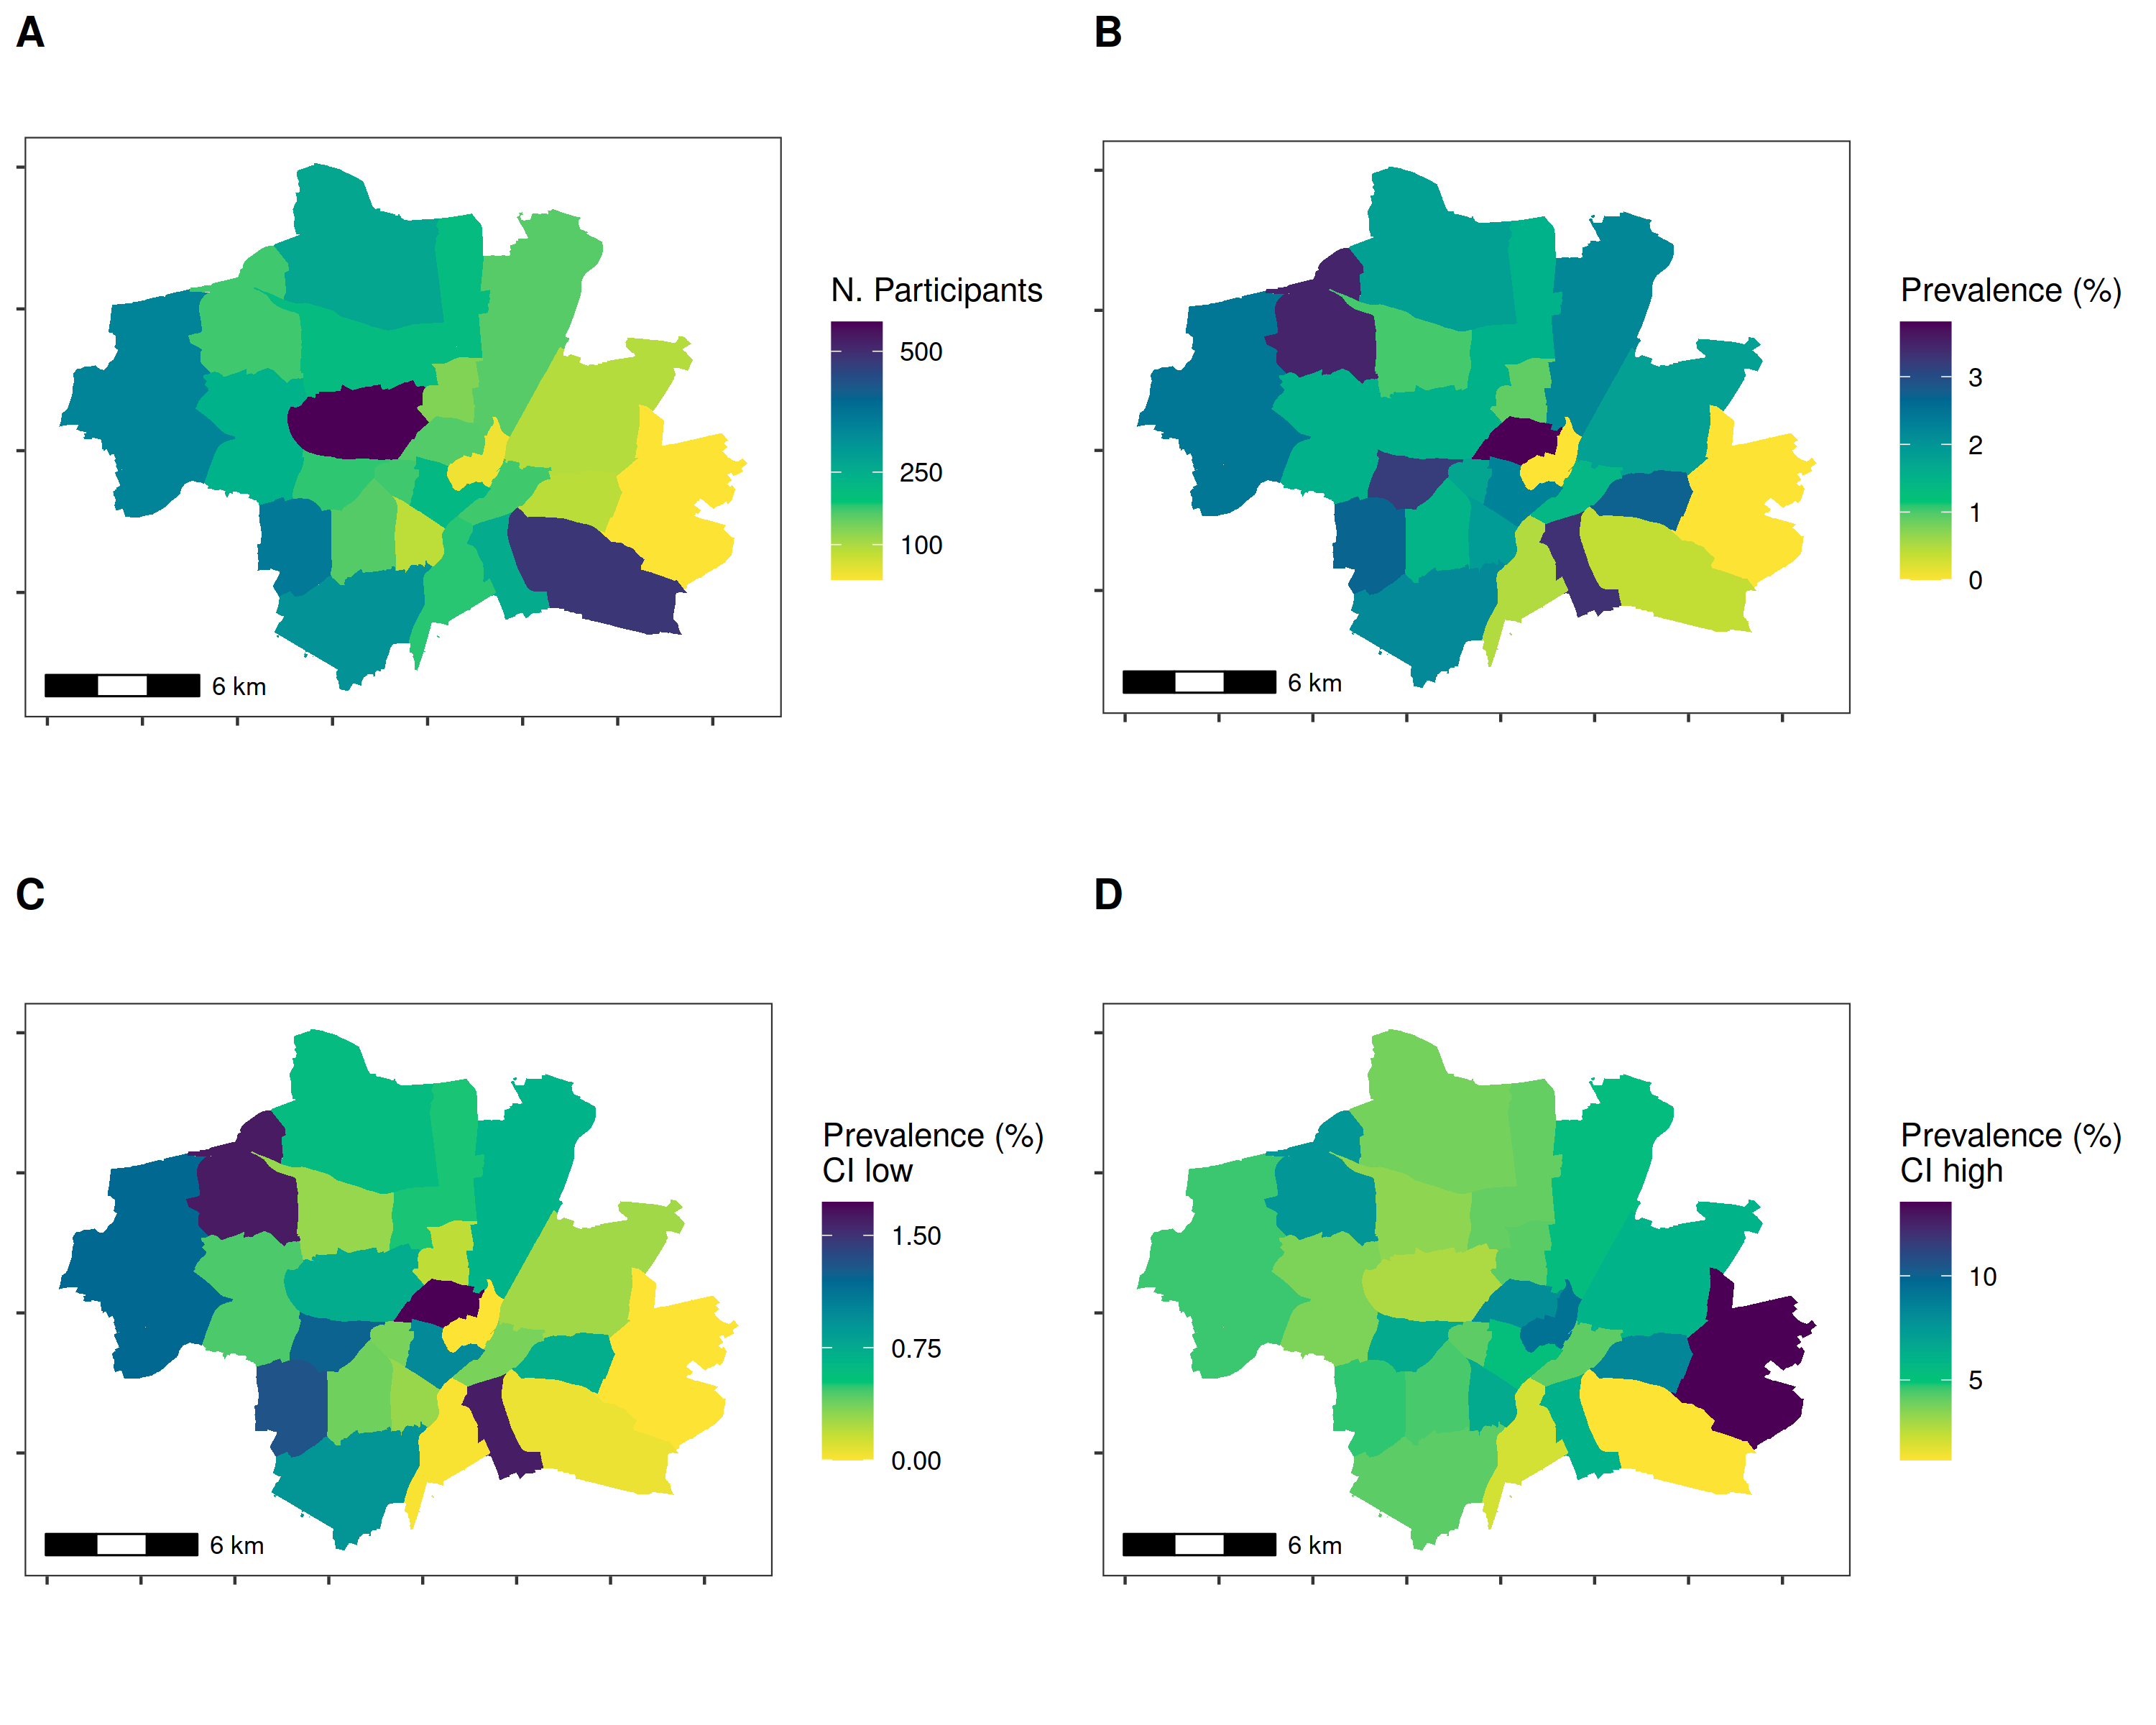 A
N. Participants
500
250
100
6 km
B
Prevalence (%)
3
2
1
0
6 km
C
Prevalence (%)
CI low
1.50
0.75
0.00
6 km
D
Prevalence (%)
CI high
10
5
6 km